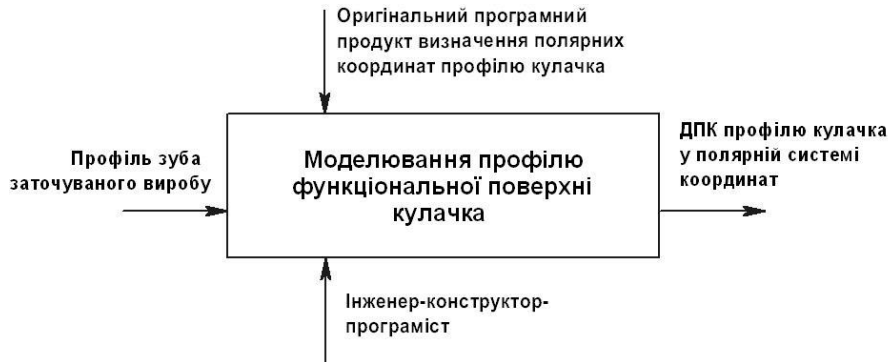 Оригінальний програмний
продукт визначення полярних
координат профілю кулачка
Профіль зуба
заточуваного виробу
Моделювання профілю
функціональної поверхні
кулачка
ДПК профілю кулачка
у полярній системі
координат
Інженер-конструктор-
програміст